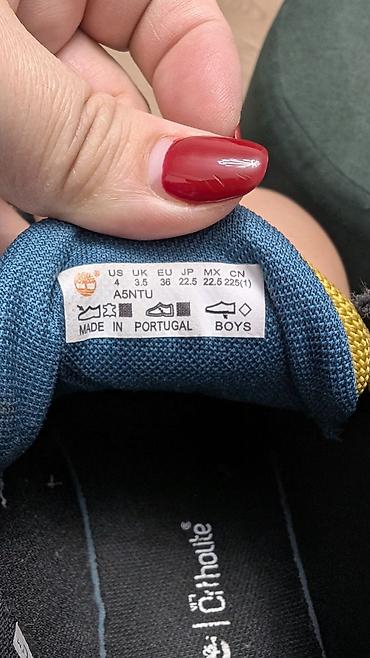 US UK EU JP MX CN
4 3.5 36 22.5 22.5 225(1)
A5NTU
MADE IN PORTUGAL BOYS
Ortholite®